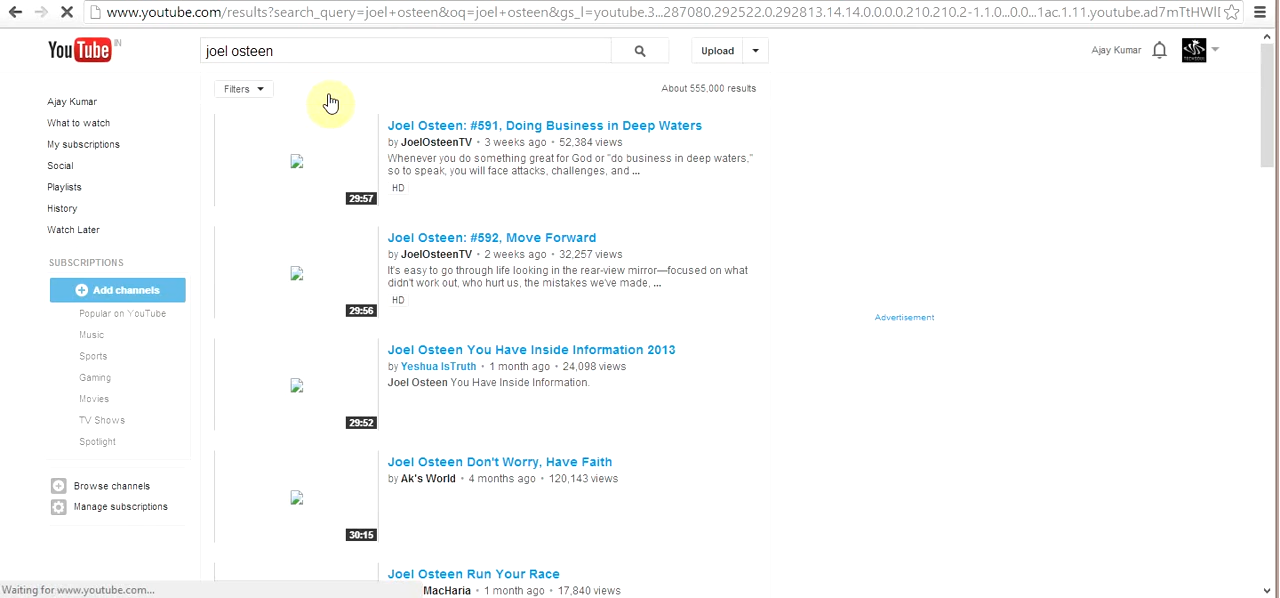 www.youtube.com/results?search_query=joel+osteen&oq=joel+osteen&gs_l=youtube.3...287080.292522.0.292813.14.14.0.0.0.0.210.210.2-1.1.0...0.0...1ac.1.11.youtube.ad7mTtHWlI
YouTube IN
joel osteen
Upload
Ajay Kumar
Filters
About 555,000 results
Ajay Kumar
What to watch
My subscriptions
Social
Playlists
History
Watch Later
SUBSCRIPTIONS
Add channels
Popular on YouTube
Music
Sports
Gaming
Movies
TV Shows
Spotlight
Browse channels
Manage subscriptions
Joel Osteen: #591, Doing Business in Deep Waters
by JoelOsteenTV • 3 weeks ago • 52,384 views
Whenever you do something great for God or "do business in deep waters,"
so to speak, you will face attacks, challenges, and ...
HD
29:57
Joel Osteen: #592, Move Forward
by JoelOsteenTV • 2 weeks ago • 32,257 views
It's easy to go through life looking in the rear-view mirror—focused on what
didn't work out, who hurt us, the mistakes we've made, ...
HD
29:56
Advertisement
Joel Osteen You Have Inside Information 2013
by Yeshua IsTruth • 1 month ago • 24,098 views
Joel Osteen You Have Inside Information.
29:52
Joel Osteen Don't Worry, Have Faith
by Ak's World • 4 months ago • 120,143 views
30:15
Joel Osteen Run Your Race
MacHaria • 1 month ago • 17,840 views
Waiting for www.youtube.com...